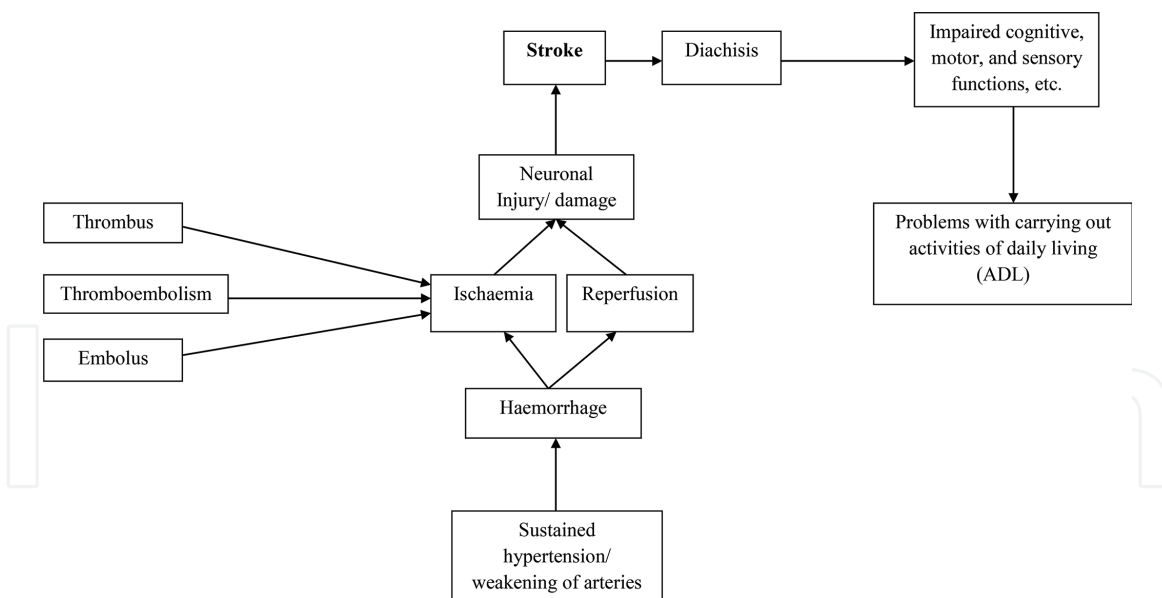 Stroke
Diachisis
Impaired cognitive,
motor, and sensory
functions, etc.
Neuronal
Injury/ damage
Problems with carrying out
activities of daily living
(ADL)
Thrombus
Thromboembolism
Embolus
Ischaemia
Reperfusion
Haemorrhage
Sustained
hypertension/
weakening of arteries